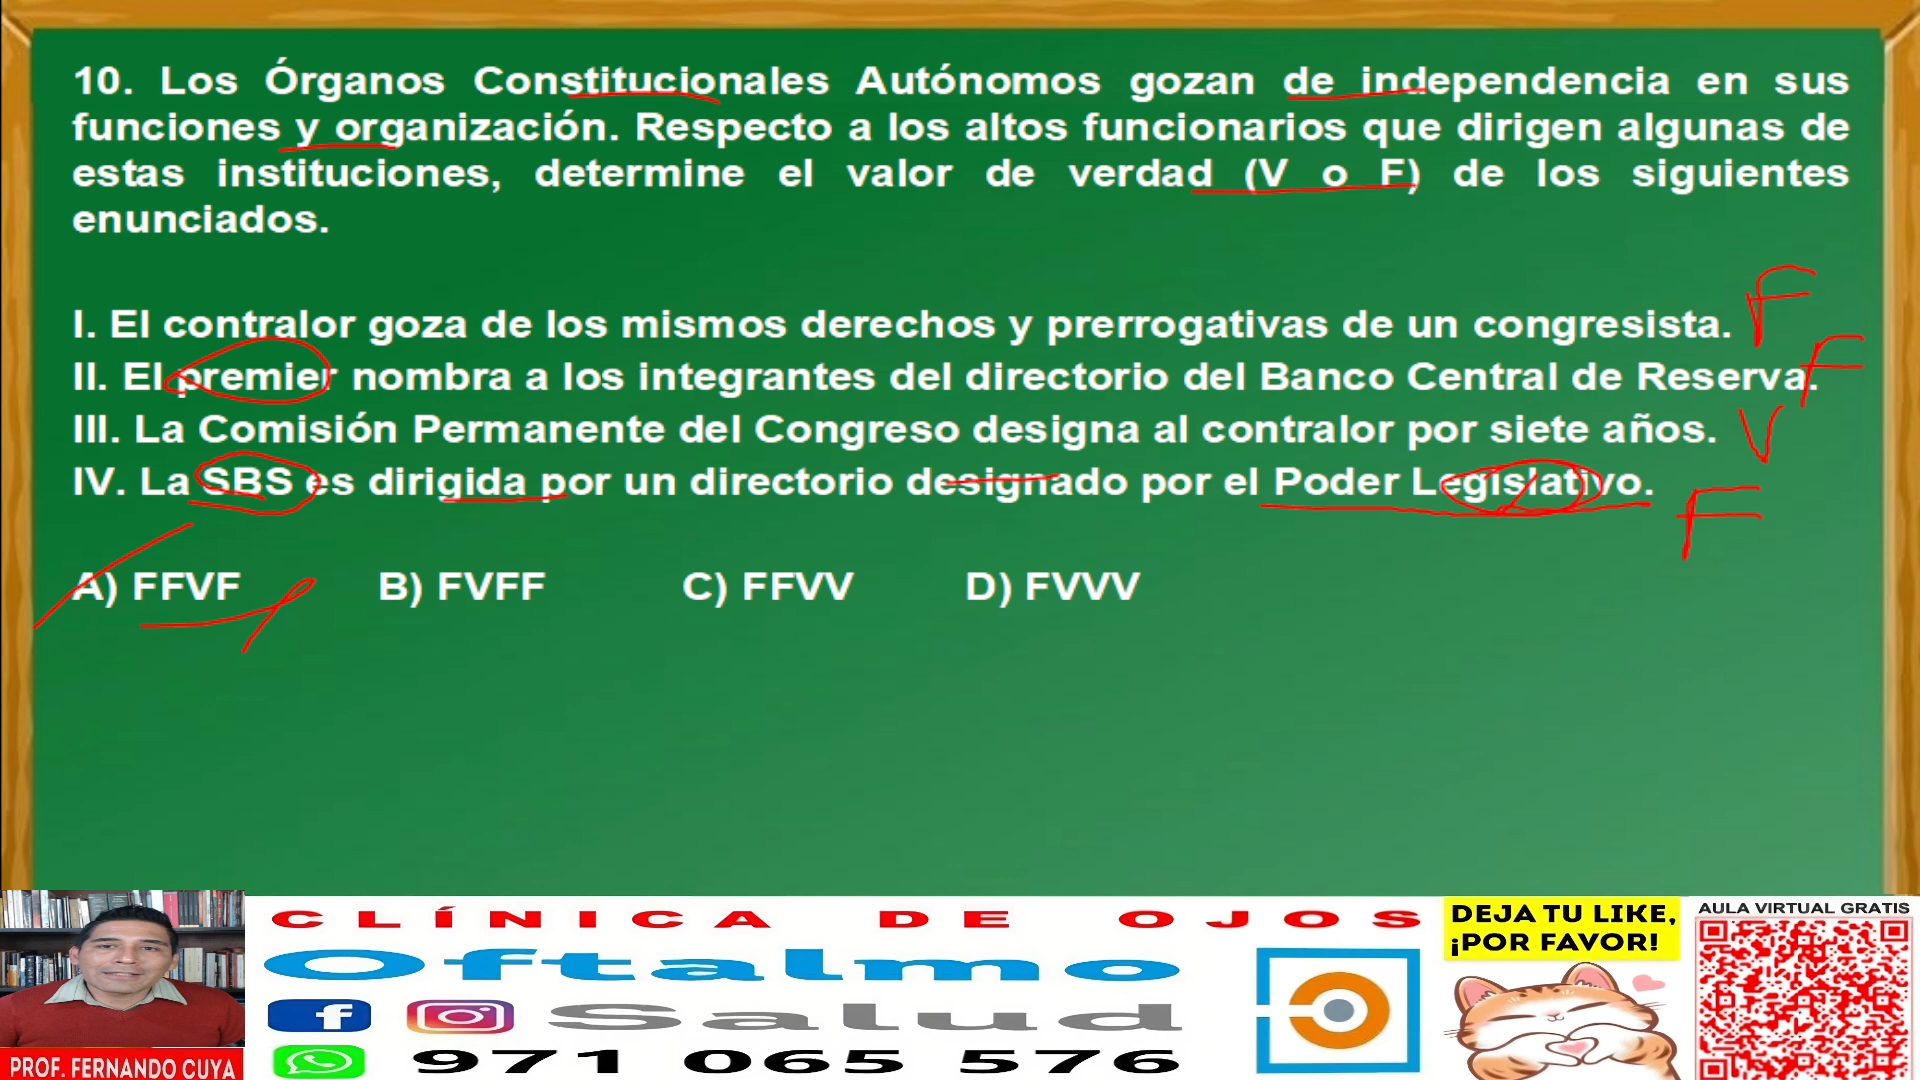 10. Los Órganos Constitucionales Autónomos gozan de independencia en sus
funciones y organización. Respecto a los altos funcionarios que dirigen algunas de
estas instituciones, determine el valor de verdad (V o F) de los siguientes
enunciados.
I. El contralor goza de los mismos derechos y prerrogativas de un congresista. F
II. El premier nombra a los integrantes del directorio del Banco Central de Reserva. F
III. La Comisión Permanente del Congreso designa al contralor por siete años. V
IV. La SBS es dirigida por un directorio designado por el Poder Legislativo. F
A) FFVF B) FVFF C) FFVV D) FVVV
CLÍNICA DE OJOS
Oftalmo
Salud
971 065 576
DEJA TU LIKE,
¡POR FAVOR!
AULA VIRTUAL GRATIS
PROF. FERNANDO CUYA